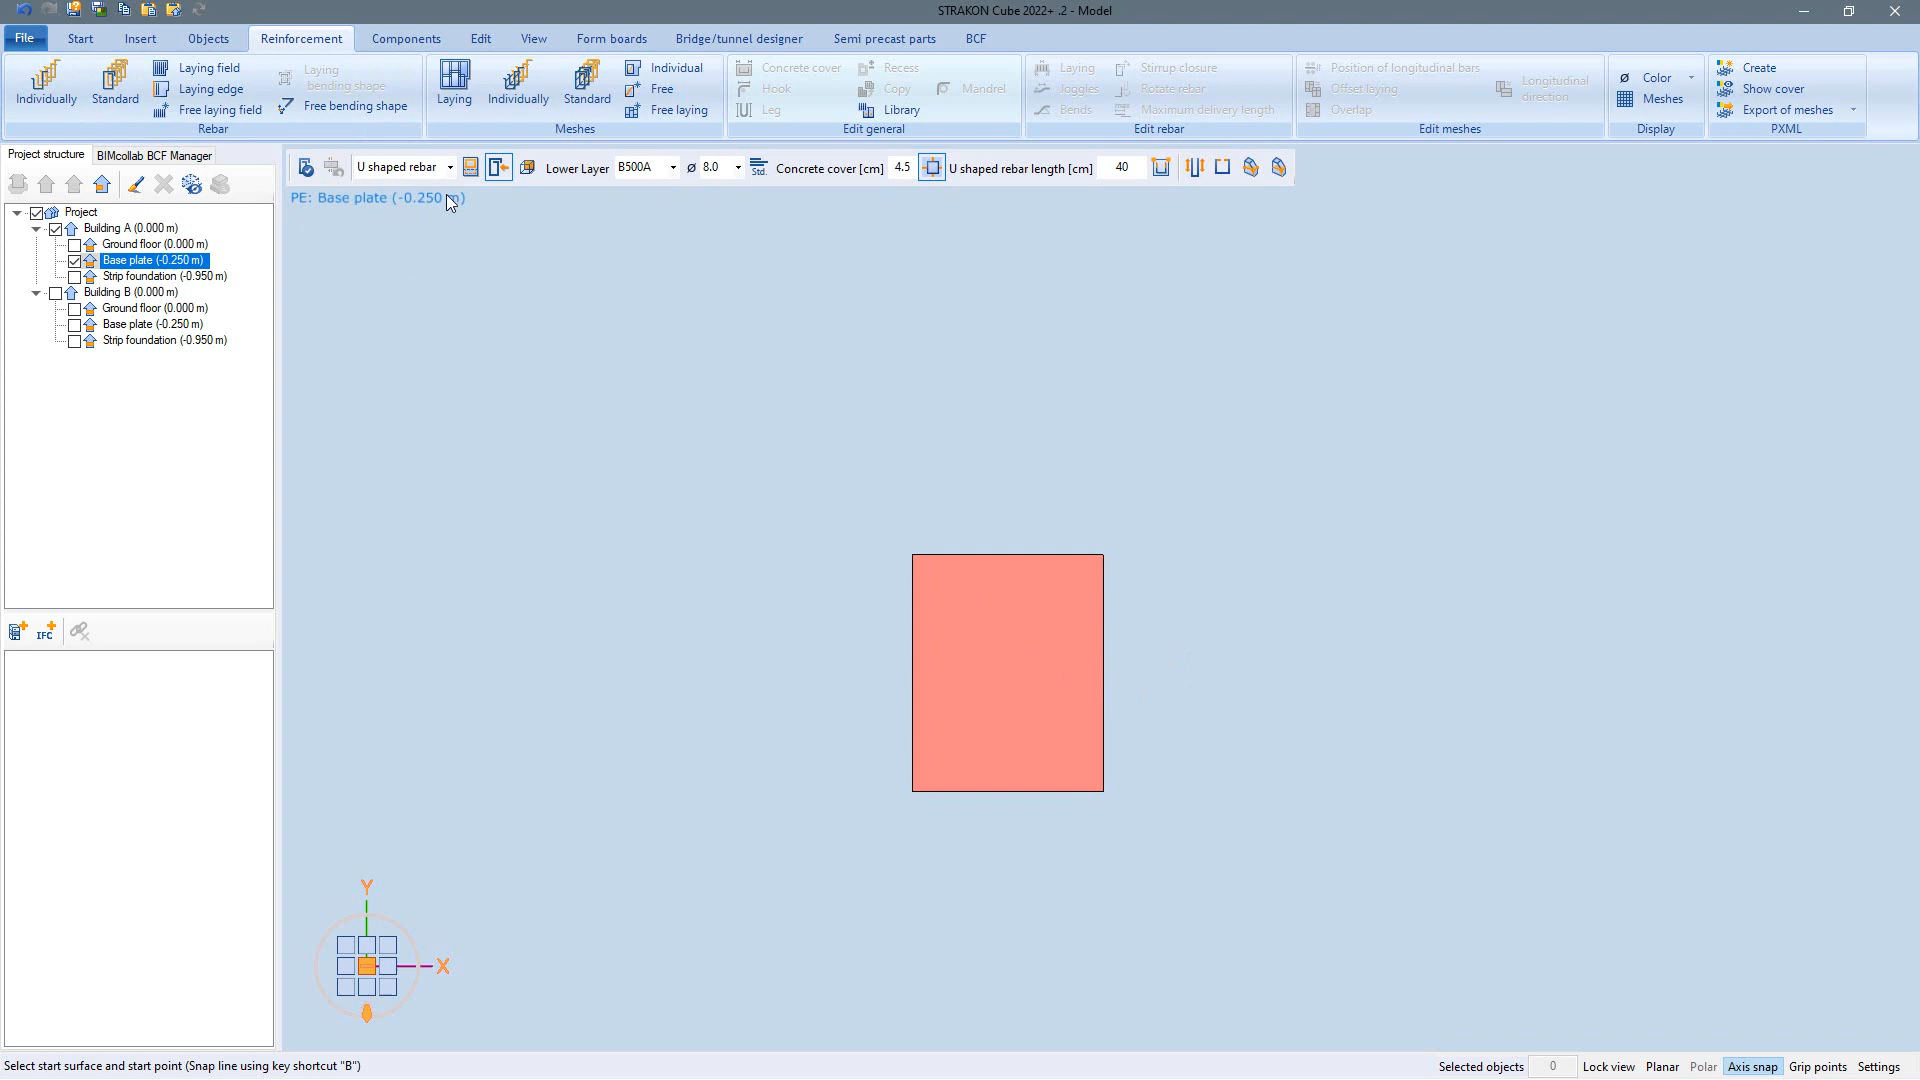 STRAKON Cube 2022+ .2 - Model
File Start Insert Objects Reinforcement Components Edit View Form boards Bridge/tunnel designer Semi precast parts BCF
Individually
Standard
Laying field
Laying edge
Free laying field
Laying bending shape
Free bending shape
Rebar
Laying
Individually
Standard
Individual
Free
Free laying
Meshes
Concrete cover
Hook
Leg
Recess
Copy
Library
Mandrel
Edit general
Laying
Joggles
Bends
Stirrup closure
Rotate rebar
Maximum delivery length
Edit rebar
Position of longitudinal bars
Offset laying
Overlap
Longitudinal direction
Edit meshes
Ø Color
Meshes
Display
Create
Show cover
Export of meshes
PXML
Project structure BIMcollab BCF Manager
U shaped rebar Lower Layer B500A ø 8.0 Std. Concrete cover [cm] 4.5 U shaped rebar length [cm] 40
PE: Base plate (-0.250 m)
Project
Building A (0.000 m)
Ground floor (0.000 m)
Base plate (-0.250 m)
Strip foundation (-0.950 m)
Building B (0.000 m)
Ground floor (0.000 m)
Base plate (-0.250 m)
Strip foundation (-0.950 m)
IFC
Y
X
Select start surface and start point (Snap line using key shortcut "B") Selected objects 0 Lock view Planar Polar Axis snap Grip points Settings